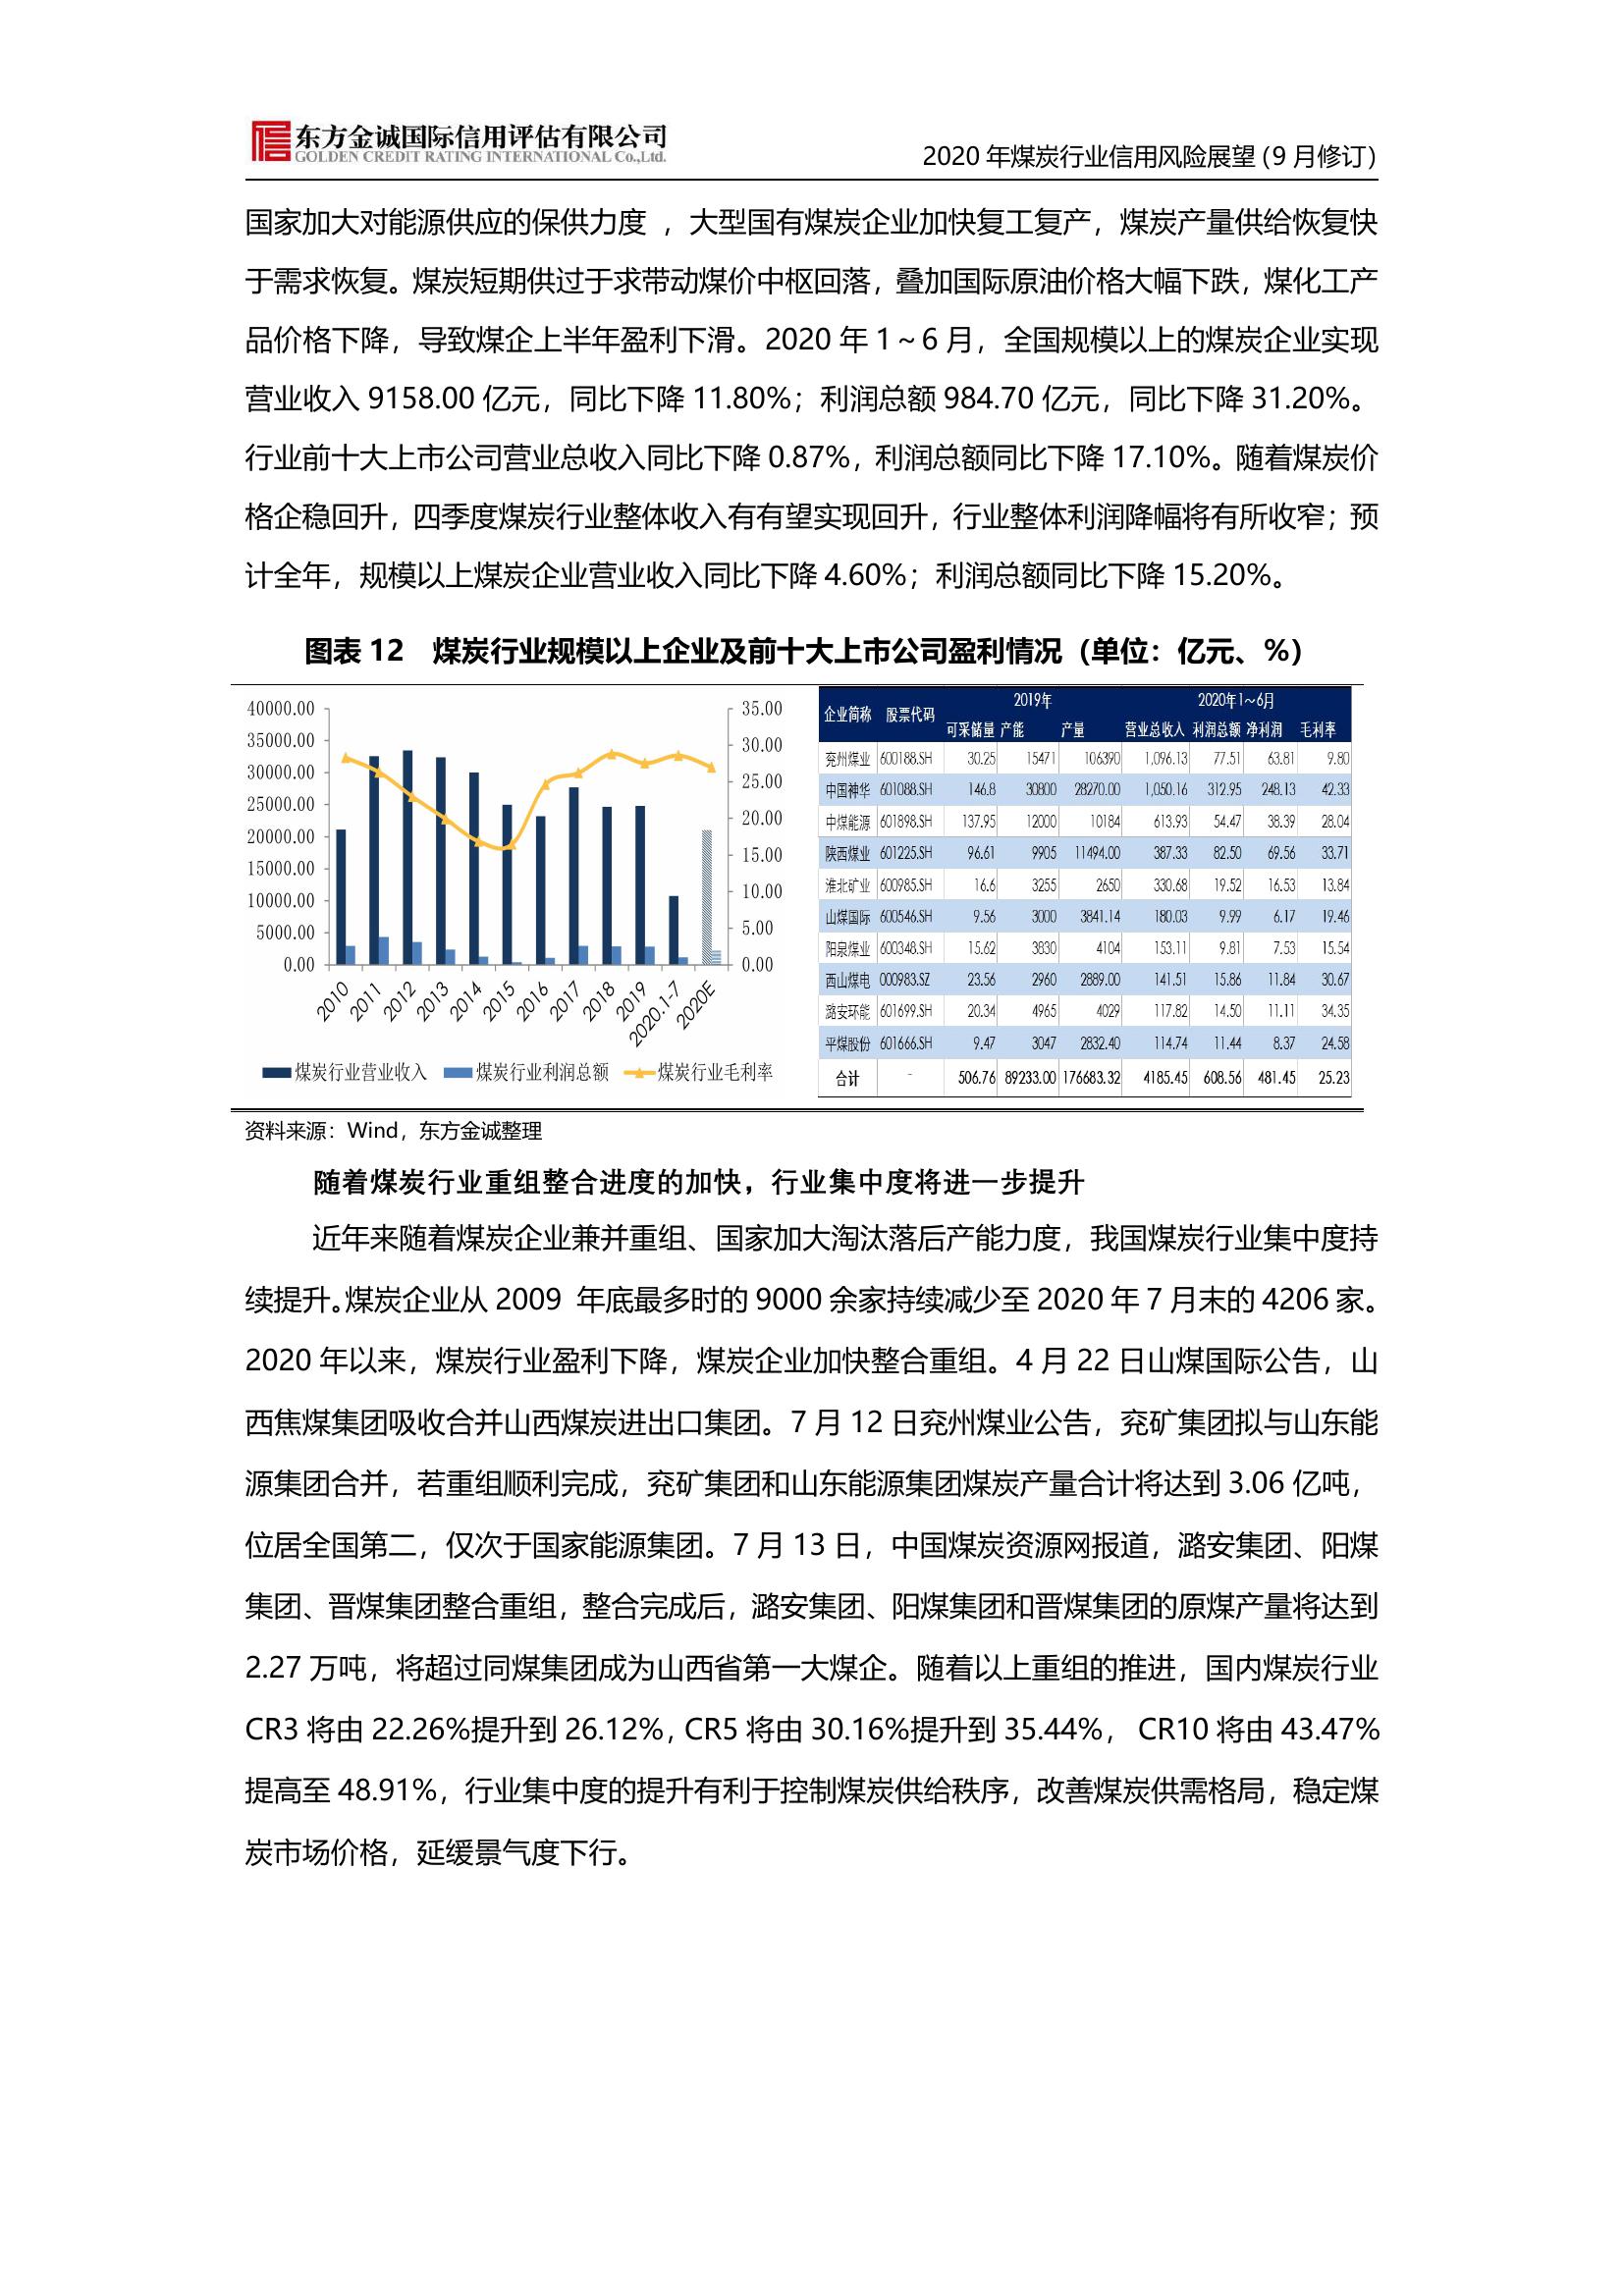 东方金诚国际信用评估有限公司
GOLDEN CREDIT RATING INTERNATIONAL Co.,Ltd.
2020 年煤炭行业信用风险展望（9 月修订）
国家加大对能源供应的保供力度 ，大型国有煤炭企业加快复工复产，煤炭产量供给恢复快
于需求恢复。煤炭短期供过于求带动煤价中枢回落，叠加国际原油价格大幅下跌，煤化工产
品价格下降，导致煤企上半年盈利下滑。2020 年 1～6 月，全国规模以上的煤炭企业实现
营业收入 9158.00 亿元，同比下降 11.80%；利润总额 984.70 亿元，同比下降 31.20%。
行业前十大上市公司营业总收入同比下降 0.87%，利润总额同比下降 17.10%。随着煤炭价
格企稳回升，四季度煤炭行业整体收入有有望实现回升，行业整体利润降幅将有所收窄；预
计全年，规模以上煤炭企业营业收入同比下降 4.60%；利润总额同比下降 15.20%。
图表 12 煤炭行业规模以上企业及前十大上市公司盈利情况（单位：亿元、%）
40000.00
35000.00
30000.00
25000.00
20000.00
15000.00
10000.00
5000.00
0.00
35.00
30.00
25.00
20.00
15.00
10.00
5.00
0.00
2010 2011 2012 2013 2014 2015 2016 2017 2018 2019 2020.1-7 2020E
煤炭行业营业收入 煤炭行业利润总额 煤炭行业毛利率
企业简称 股票代码 2019年 2020年1～6月
可采储量 产能 产量 营业总收入 利润总额 净利润 毛利率
兖州煤业 600188.SH 30.25 15471 106390 1,096.13 77.51 63.81 9.80
中国神华 601088.SH 146.8 30800 28270.00 1,050.16 312.95 248.13 42.33
中煤能源 601898.SH 137.95 12000 10184 613.93 54.47 38.39 28.04
陕西煤业 601225.SH 96.61 9905 11494.00 387.33 82.50 69.56 33.71
淮北矿业 600985.SH 16.6 3255 2650 330.68 19.52 16.53 13.84
山煤国际 600546.SH 9.56 3000 3841.14 180.03 9.99 6.17 19.46
阳泉煤业 600348.SH 15.62 3830 4104 153.11 9.81 7.53 15.54
西山煤电 000983.SZ 23.56 2960 2889.00 141.51 15.86 11.84 30.67
潞安环能 601699.SH 20.34 4965 4029 117.82 14.50 11.11 34.35
平煤股份 601666.SH 9.47 3047 2832.40 114.74 11.44 8.37 24.58
合计 - 506.76 89233.00 176683.32 4185.45 608.56 481.45 25.23
资料来源：Wind，东方金诚整理
随着煤炭行业重组整合进度的加快，行业集中度将进一步提升
近年来随着煤炭企业兼并重组、国家加大淘汰落后产能力度，我国煤炭行业集中度持
续提升。煤炭企业从 2009 年底最多时的 9000 余家持续减少至 2020 年 7 月末的 4206 家。
2020 年以来，煤炭行业盈利下降，煤炭企业加快整合重组。4 月 22 日山煤国际公告，山
西焦煤集团吸收合并山西煤炭进出口集团。7 月 12 日兖州煤业公告，兖矿集团拟与山东能
源集团合并，若重组顺利完成，兖矿集团和山东能源集团煤炭产量合计将达到 3.06 亿吨，
位居全国第二，仅次于国家能源集团。7 月 13 日，中国煤炭资源网报道，潞安集团、阳煤
集团、晋煤集团整合重组，整合完成后，潞安集团、阳煤集团和晋煤集团的原煤产量将达到
2.27 万吨，将超过同煤集团成为山西省第一大煤企。随着以上重组的推进，国内煤炭行业
CR3 将由 22.26%提升到 26.12%，CR5 将由 30.16%提升到 35.44%， CR10 将由 43.47%
提高至 48.91%，行业集中度的提升有利于控制煤炭供给秩序，改善煤炭供需格局，稳定煤
炭市场价格，延缓景气度下行。